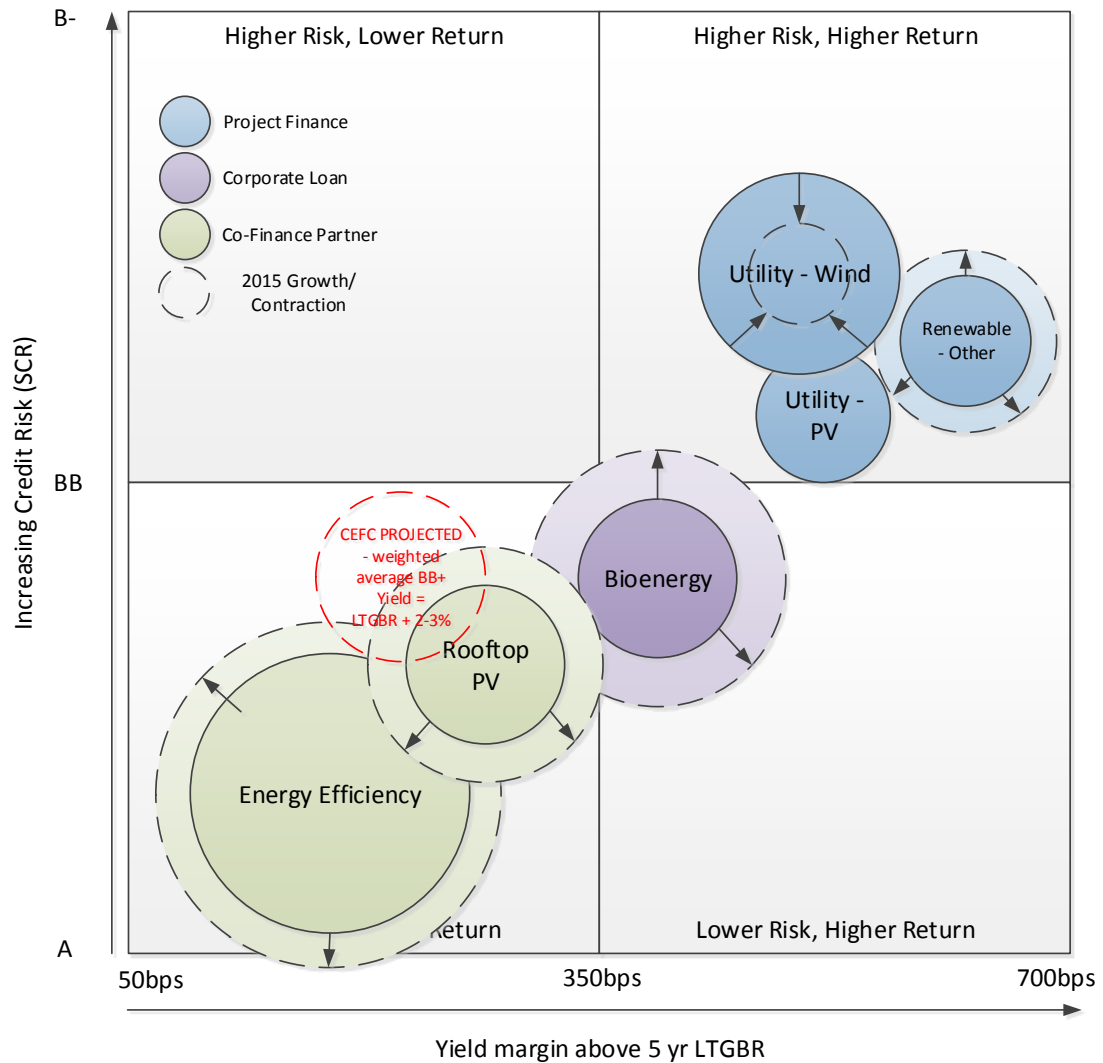 B-
Higher Risk, Lower Return
Higher Risk, Higher Return
Project Finance
Corporate Loan
Co-Finance Partner
2015 Growth/
Contraction
Utility - Wind
Renewable
- Other
Utility -
PV
Increasing Credit Risk (SCR)
BB
CEFC PROJECTED
- weighted
average BB+
Yield =
LTGBR + 2-3%
Bioenergy
Rooftop
PV
Energy Efficiency
Return
Lower Risk, Higher Return
A
50bps
350bps
700bps
Yield margin above 5 yr LTGBR